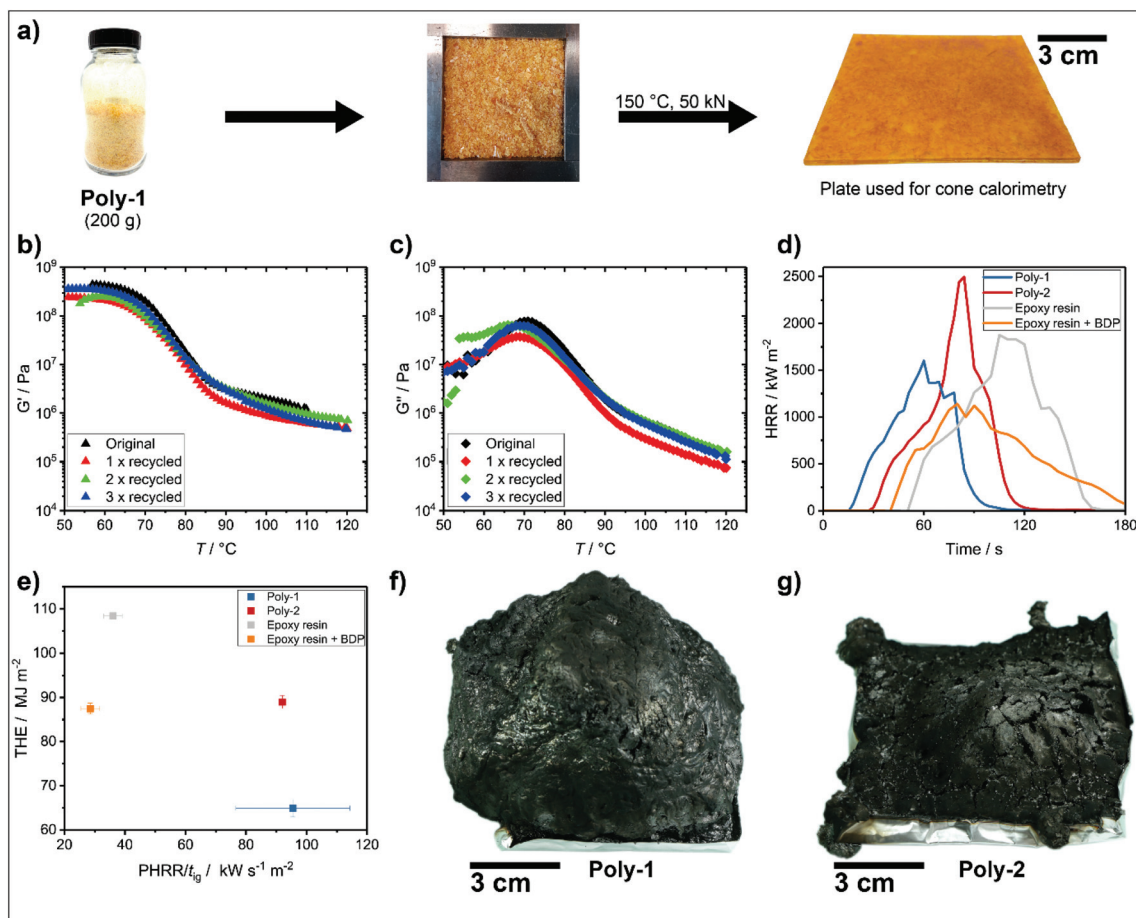 a)
3 cm
150 °C, 50 kN
Poly-1
(200 g)
Plate used for cone calorimetry
b)
10⁹
10⁸
10⁷
10⁶
10⁵
10⁴
G' / Pa
Original
1 x recycled
2 x recycled
3 x recycled
50 60 70 80 90 100 110 120
T / °C
c)
10⁹
10⁸
10⁷
10⁶
10⁵
10⁴
G'' / Pa
Original
1 x recycled
2 x recycled
3 x recycled
50 60 70 80 90 100 110 120
T / °C
d)
2500
2000
1500
1000
500
0
HRR / kW m⁻²
Poly-1
Poly-2
Epoxy resin
Epoxy resin + BDP
0 60 120 180
Time / s
e)
110
100
90
80
70
60
THE / MJ m⁻²
Poly-1
Poly-2
Epoxy resin
Epoxy resin + BDP
20 40 60 80 100 120
PHRR/tig / kW s⁻¹ m⁻²
f)
3 cm
Poly-1
g)
3 cm
Poly-2